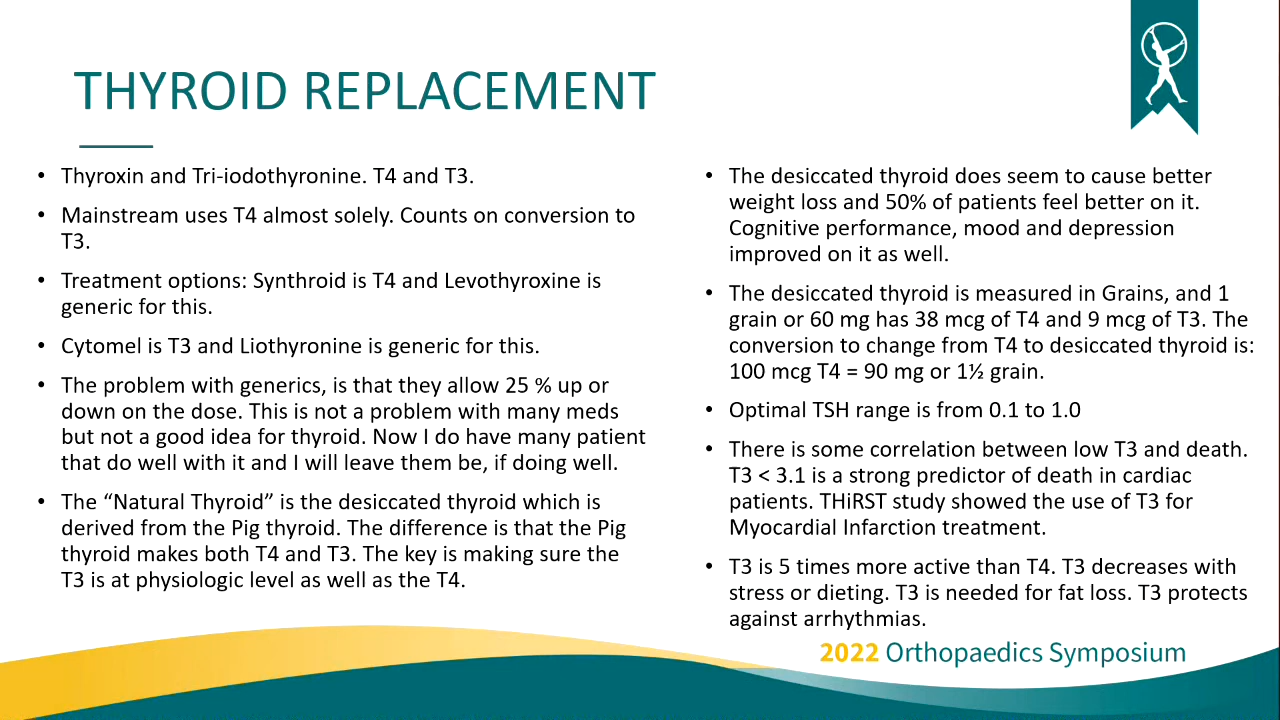 THYROID REPLACEMENT
• Thyroxin and Tri-iodothyronine. T4 and T3.
• Mainstream uses T4 almost solely. Counts on conversion to
T3.
• Treatment options: Synthroid is T4 and Levothyroxine is
generic for this.
• Cytomel is T3 and Liothyronine is generic for this.
• The problem with generics, is that they allow 25 % up or
down on the dose. This is not a problem with many meds
but not a good idea for thyroid. Now I do have many patient
that do well with it and I will leave them be, if doing well.
• The “Natural Thyroid” is the desiccated thyroid which is
derived from the Pig thyroid. The difference is that the Pig
thyroid makes both T4 and T3. The key is making sure the
T3 is at physiologic level as well as the T4.
• The desiccated thyroid does seem to cause better
weight loss and 50% of patients feel better on it.
Cognitive performance, mood and depression
improved on it as well.
• The desiccated thyroid is measured in Grains, and 1
grain or 60 mg has 38 mcg of T4 and 9 mcg of T3. The
conversion to change from T4 to desiccated thyroid is:
100 mcg T4 = 90 mg or 1½ grain.
• Optimal TSH range is from 0.1 to 1.0
• There is some correlation between low T3 and death.
T3 < 3.1 is a strong predictor of death in cardiac
patients. THiRST study showed the use of T3 for
Myocardial Infarction treatment.
• T3 is 5 times more active than T4. T3 decreases with
stress or dieting. T3 is needed for fat loss. T3 protects
against arrhythmias.
2022 Orthopaedics Symposium